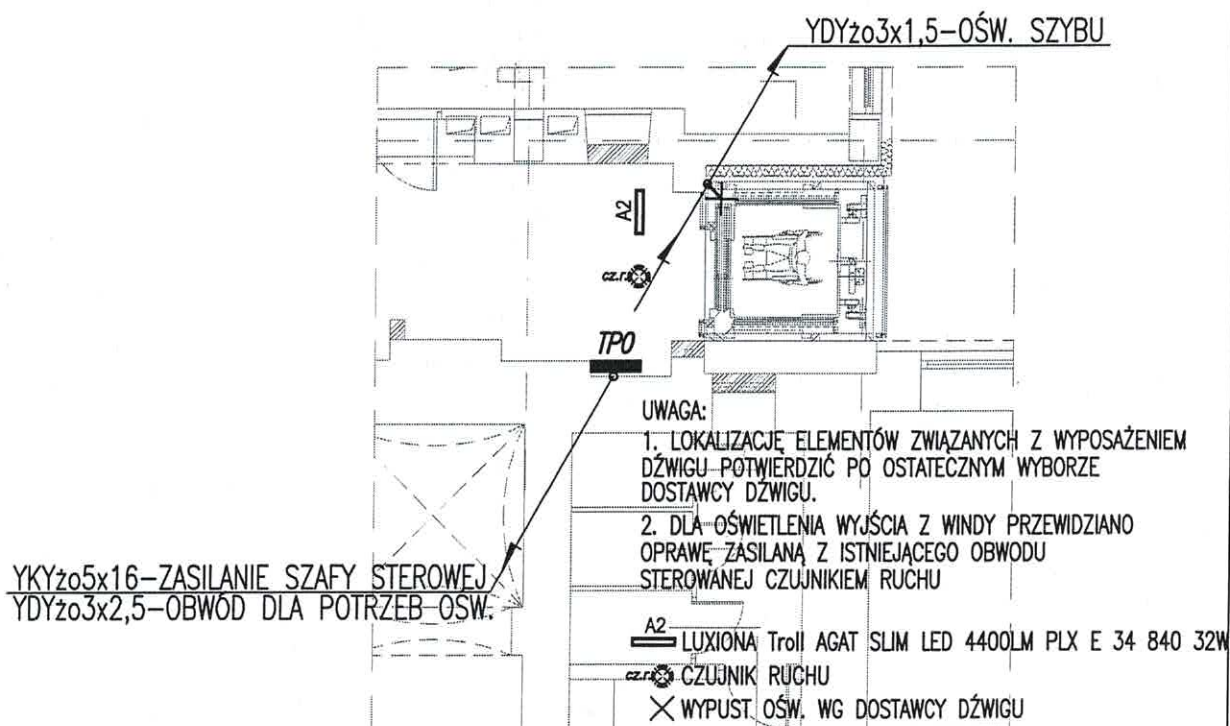 YDYżo3x1,5-OŚW. SZYBU
A2
cz.r.
TPO
UWAGA:
1. LOKALIZACJĘ ELEMENTÓW ZWIĄZANYCH Z WYPOSAŻENIEM
DŹWIGU POTWIERDZIĆ PO OSTATECZNYM WYBORZE
DOSTAWCY DŹWIGU.
2. DLA OŚWIETLENIA WYJŚCIA Z WINDY PRZEWIDZIANO
OPRAWĘ ZASILANĄ Z ISTNIEJĄCEGO OBWODU
STEROWANEJ CZUJNIKIEM RUCHU
YKYżo5x16-ZASILANIE SZAFY STEROWEJ
YDYżo3x2,5-OBWÓD DLA POTRZEB OŚW.
A2 LUXIONA Troll AGAT SLIM LED 4400LM PLX E 34 840 32W
cz.r. CZUJNIK RUCHU
WYPUST OŚW. WG DOSTAWCY DŹWIGU